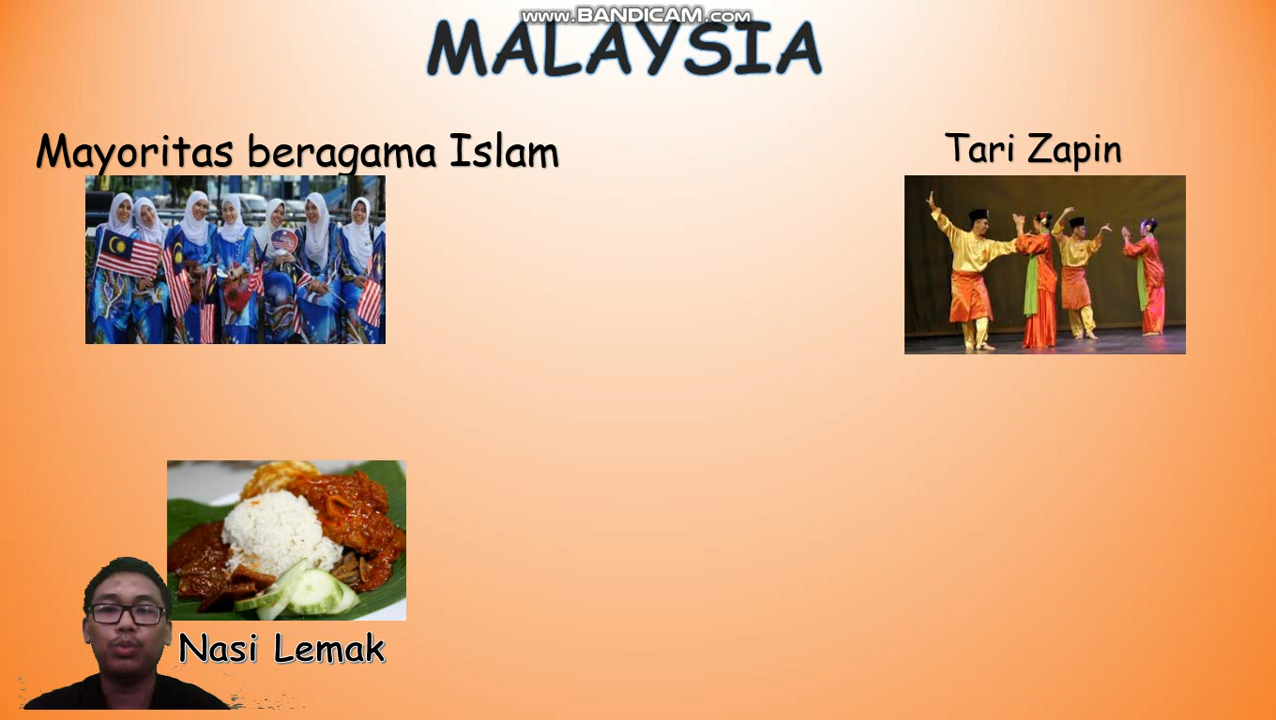 www.BANDICAM.com
MALAYSIA
Mayoritas beragama Islam
Tari Zapin
Nasi Lemak